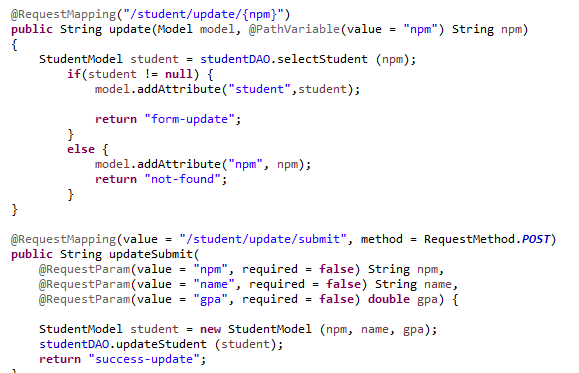 @RequestMapping("/student/update/{npm}")
public String update(Model model, @PathVariable(value = "npm") String npm)
{
    StudentModel student = studentDAO.selectStudent (npm);
        if(student != null) {
            model.addAttribute("student",student);

            return "form-update";
        }
        else {
            model.addAttribute("npm", npm);
            return "not-found";
        }
}

@RequestMapping(value = "/student/update/submit", method = RequestMethod.POST)
public String updateSubmit(
    @RequestParam(value = "npm", required = false) String npm,
    @RequestParam(value = "name", required = false) String name,
    @RequestParam(value = "gpa", required = false) double gpa) {

    StudentModel student = new StudentModel (npm, name, gpa);
    studentDAO.updateStudent (student);
    return "success-update";
}